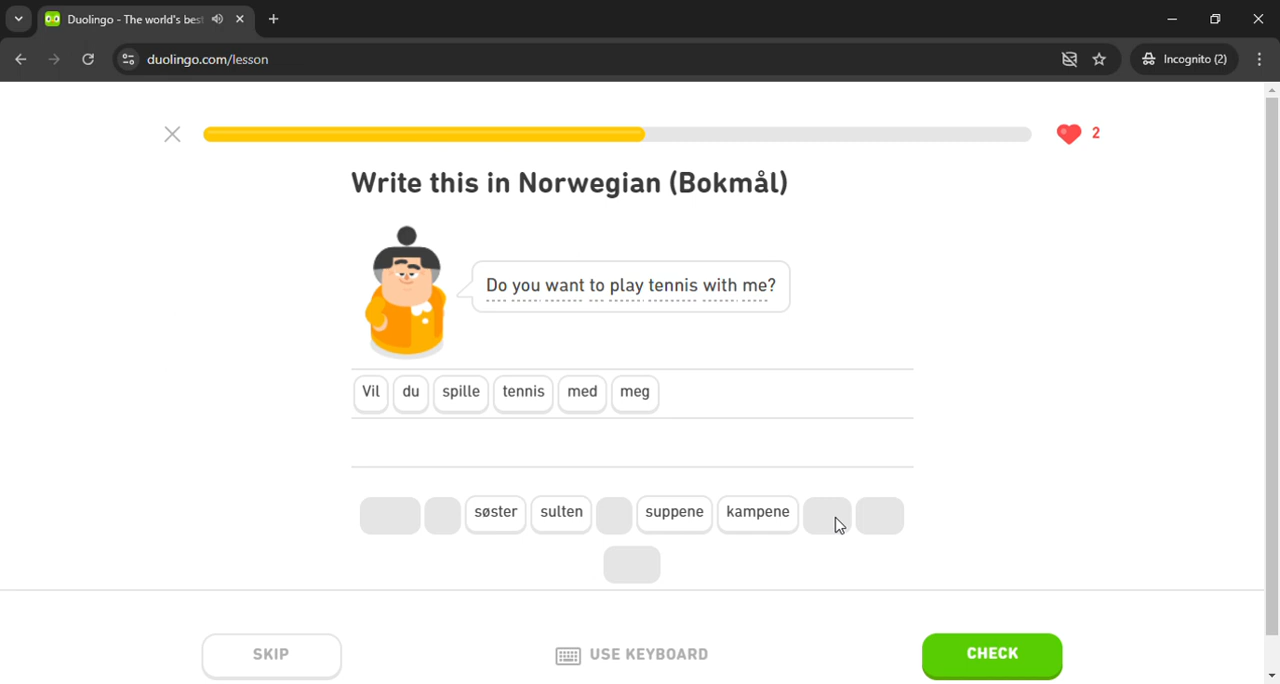 Duolingo - The world's best
duolingo.com/lesson
Incognito (2)
2
Write this in Norwegian (Bokmål)
Do you want to play tennis with me?
Vil du spille tennis med meg
søster sulten suppene kampene
SKIP USE KEYBOARD CHECK